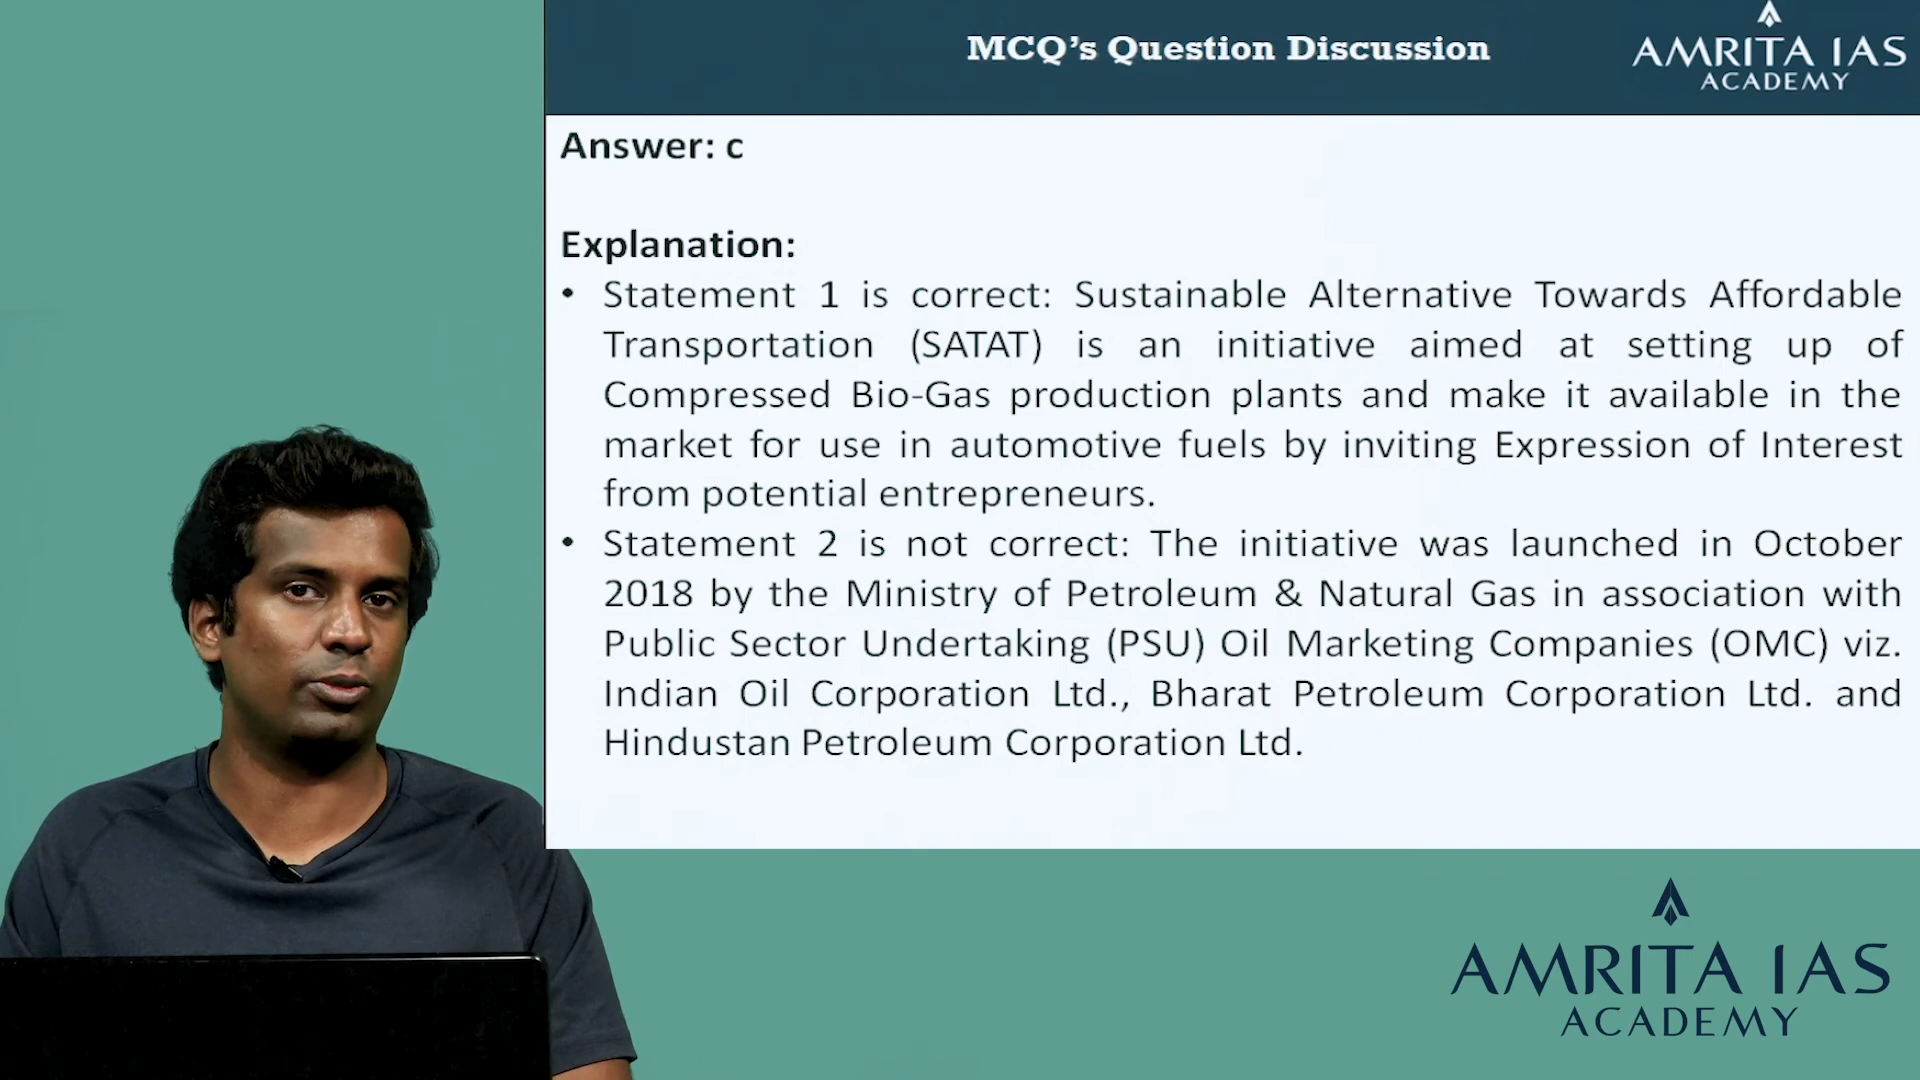 MCQ's Question Discussion
AMRITA IAS
ACADEMY
Answer: c
Explanation:
• Statement 1 is correct: Sustainable Alternative Towards Affordable
Transportation (SATAT) is an initiative aimed at setting up of
Compressed Bio-Gas production plants and make it available in the
market for use in automotive fuels by inviting Expression of Interest
from potential entrepreneurs.
• Statement 2 is not correct: The initiative was launched in October
2018 by the Ministry of Petroleum & Natural Gas in association with
Public Sector Undertaking (PSU) Oil Marketing Companies (OMC) viz.
Indian Oil Corporation Ltd., Bharat Petroleum Corporation Ltd. and
Hindustan Petroleum Corporation Ltd.
AMRITA IAS
ACADEMY